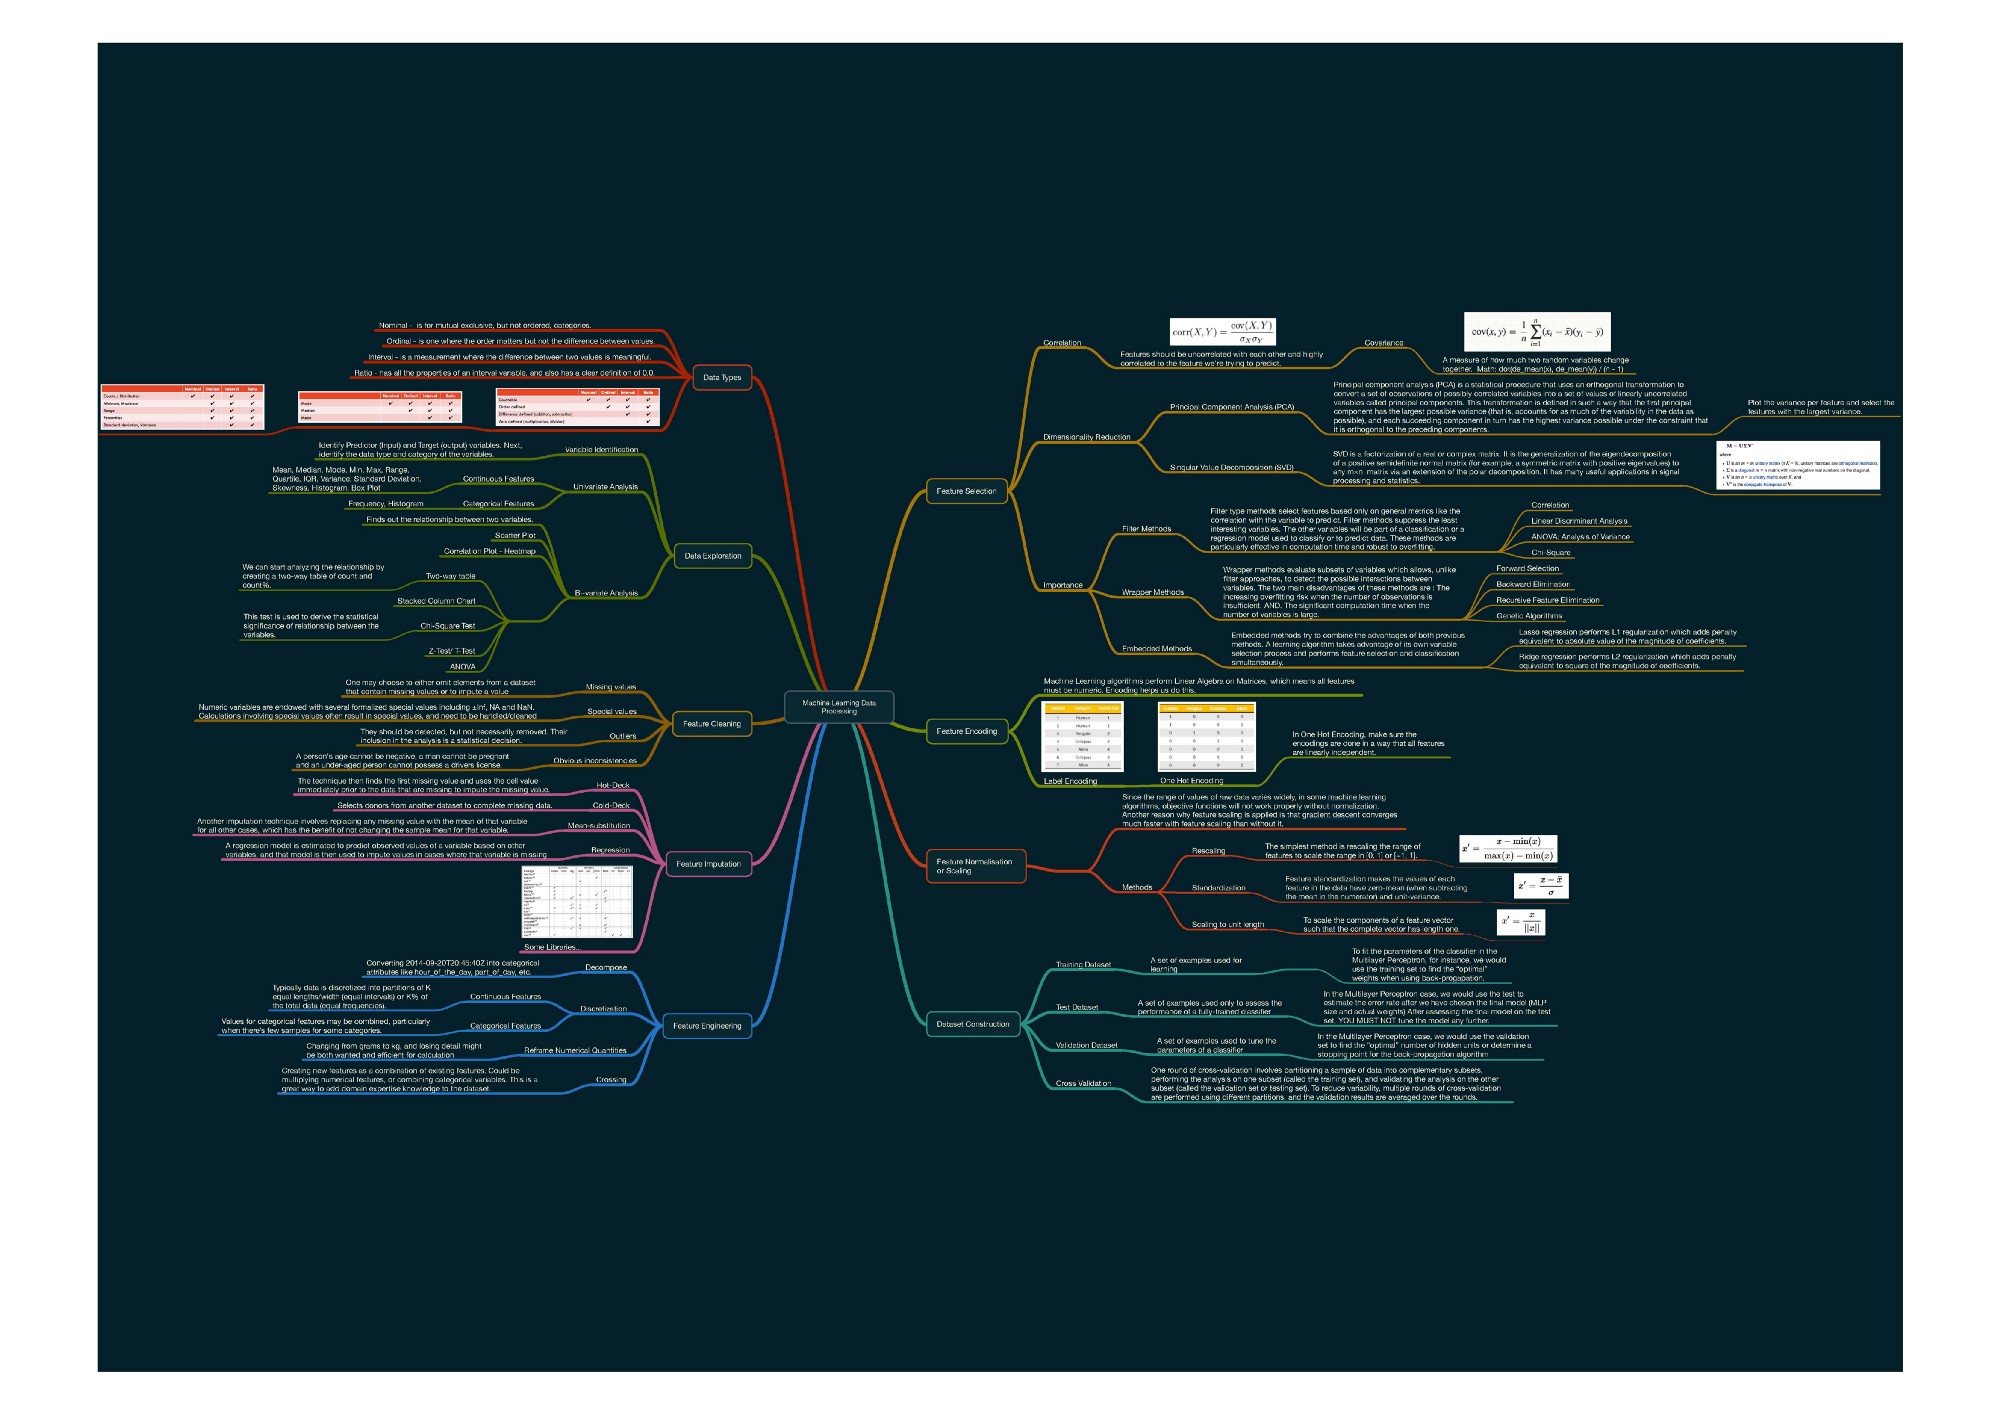 Machine Learning Data
Processing
Data Types
Nominal - is for mutual exclusive, but not ordered, categories.
Ordinal - is one where the order matters but not the difference between values.
Interval - is a measurement where the difference between two values is meaningful.
Ratio - has all the properties of an interval variable, and also has a clear definition of 0.0.
Nominal Ordinal Interval Ratio
Counts / Distribution ✔ ✔ ✔ ✔
Minimum, Maximum ✔ ✔ ✔
Range ✔ ✔ ✔
Percentiles ✔ ✔ ✔
Standard deviation, Variance ✔ ✔
Nominal Ordinal Interval Ratio
Mode ✔ ✔ ✔ ✔
Median ✔ ✔ ✔
Mean ✔ ✔
Nominal Ordinal Interval Ratio
Countable ✔ ✔ ✔ ✔
Order defined ✔ ✔ ✔
Difference defined (addition, subtraction) ✔ ✔
Zero defined (multiplication, division) ✔
Data Exploration
Variable Identification
Identify Predictor (Input) and Target (output) variables. Next,
identify the data type and category of the variables.
Univariate Analysis
Continuous Features
Mean, Median, Mode, Min, Max, Range,
Quartile, IQR, Variance, Standard Deviation,
Skewness, Histogram, Box Plot
Categorical Features
Frequency, Histogram
Bi-variate Analysis
Finds out the relationship between two variables.
Scatter Plot
Correlation Plot - Heatmap
Two-way table
We can start analyzing the relationship by
creating a two-way table of count and
count%.
Stacked Column Chart
Chi-Square Test
This test is used to derive the statistical
significance of relationship between the
variables.
Z-Test/ T-Test
ANOVA
Feature Cleaning
Missing values
One may choose to either omit elements from a dataset
that contain missing values or to impute a value
Special values
Numeric variables are endowed with several formalized special values including ±Inf, NA and NaN.
Calculations involving special values often result in special values, and need to be handled/cleaned
Outliers
They should be detected, but not necessarily removed. Their
inclusion in the analysis is a statistical decision.
Obvious inconsistencies
A person's age cannot be negative, a man cannot be pregnant
and an under-aged person cannot possess a drivers license.
Feature Imputation
Hot-Deck
The technique then finds the first missing value and uses the cell value
immediately prior to the data that are missing to impute the missing value.
Cold-Deck
Selects donors from another dataset to complete missing data.
Mean-substitution
Another imputation technique involves replacing any missing value with the mean of that variable
for all other cases, which has the benefit of not changing the sample mean for that variable.
Regression
A regression model is estimated to predict observed values of a variable based on other
variables, and that model is then used to impute values in cases where that variable is missing
Some Libraries...
Feature Engineering
Decompose
Converting 2014-09-20T20:45:40Z into categorical
attributes like hour_of_the_day, part_of_day, etc.
Discretization
Continuous Features
Typically data is discretized into partitions of K
equal lengths/width (equal intervals) or K% of
the total data (equal frequencies).
Categorical Features
Values for categorical features may be combined, particularly
when there's few samples for some categories.
Reframe Numerical Quantities
Changing from grams to kg, and losing detail might
be both wanted and efficient for calculation
Crossing
Creating new features as a combination of existing features. Could be
multiplying numerical features, or combining categorical variables. This is a
great way to add domain expertise knowledge to the dataset.
Feature Selection
Correlation
corr(X, Y) = cov(X, Y) / σXσY
Features should be uncorrelated with each other and highly
correlated to the feature we're trying to predict.
Covariance
cov(x, y) = 1/n Σ i=1 n (xi − x̄)(yi − ȳ)
A measure of how much two random variables change
together. Math: dot(de_mean(x), de_mean(y)) / (n - 1)
Dimensionality Reduction
Principal Component Analysis (PCA)
Principal component analysis (PCA) is a statistical procedure that uses an orthogonal transformation to
convert a set of observations of possibly correlated variables into a set of values of linearly uncorrelated
variables called principal components. This transformation is defined in such a way that the first principal
component has the largest possible variance (that is, accounts for as much of the variability in the data as
possible), and each succeeding component in turn has the highest variance possible under the constraint that
it is orthogonal to the preceding components.
Plot the variance per feature and select the
features with the largest variance.
Singular Value Decomposition (SVD)
SVD is a factorization of a real or complex matrix. It is the generalization of the eigendecomposition
of a positive semidefinite normal matrix (for example, a symmetric matrix with positive eigenvalues) to
any m×n matrix via an extension of the polar decomposition. It has many useful applications in signal
processing and statistics.
M = UΣV*
where
• U is an m × m unitary matrix (if K = ℝ, unitary matrices are orthogonal matrices),
• Σ is a diagonal m × n matrix with non-negative real numbers on the diagonal,
• V is an n × n unitary matrix over K, and
• V* is the conjugate transpose of V.
Importance
Filter Methods
Filter type methods select features based only on general metrics like the
correlation with the variable to predict. Filter methods suppress the least
interesting variables. The other variables will be part of a classification or a
regression model used to classify or to predict data. These methods are
particularly effective in computation time and robust to overfitting.
Correlation
Linear Discriminant Analysis
ANOVA: Analysis of Variance
Chi-Square
Wrapper Methods
Wrapper methods evaluate subsets of variables which allows, unlike
filter approaches, to detect the possible interactions between
variables. The two main disadvantages of these methods are : The
increasing overfitting risk when the number of observations is
insufficient. AND. The significant computation time when the
number of variables is large.
Forward Selection
Backward Elimination
Recursive Feature Elimination
Genetic Algorithms
Embedded Methods
Embedded methods try to combine the advantages of both previous
methods. A learning algorithm takes advantage of its own variable
selection process and performs feature selection and classification
simultaneously.
Lasso regression performs L1 regularization which adds penalty
equivalent to absolute value of the magnitude of coefficients.
Ridge regression performs L2 regularization which adds penalty
equivalent to square of the magnitude of coefficients.
Feature Encoding
Machine Learning algorithms perform Linear Algebra on Matrices, which means all features
must be numeric. Encoding helps us do this.
Label Encoding
One Hot Encoding
In One Hot Encoding, make sure the
encodings are done in a way that all features
are linearly independent.
Feature Normalisation
or Scaling
Since the range of values of raw data varies widely, in some machine learning
algorithms, objective functions will not work properly without normalization.
Another reason why feature scaling is applied is that gradient descent converges
much faster with feature scaling than without it.
Methods
Rescaling
The simplest method is rescaling the range of
features to scale the range in [0, 1] or [−1, 1].
x′ = x − min(x) / max(x) − min(x)
Standardization
Feature standardization makes the values of each
feature in the data have zero-mean (when subtracting
the mean in the numerator) and unit-variance.
x′ = x − x̄ / σ
Scaling to unit length
To scale the components of a feature vector
such that the complete vector has length one.
x′ = x / ||x||
Dataset Construction
Training Dataset
A set of examples used for
learning
To fit the parameters of the classifier in the
Multilayer Perceptron, for instance, we would
use the training set to find the "optimal"
weights when using back-progapation.
Test Dataset
A set of examples used only to assess the
performance of a fully-trained classifier
In the Multilayer Perceptron case, we would use the test to
estimate the error rate after we have chosen the final model (MLP
size and actual weights) After assessing the final model on the test
set, YOU MUST NOT tune the model any further.
Validation Dataset
A set of examples used to tune the
parameters of a classifier
In the Multilayer Perceptron case, we would use the validation
set to find the "optimal" number of hidden units or determine a
stopping point for the back-propagation algorithm
Cross Validation
One round of cross-validation involves partitioning a sample of data into complementary subsets,
performing the analysis on one subset (called the training set), and validating the analysis on the other
subset (called the validation set or testing set). To reduce variability, multiple rounds of cross-validation
are performed using different partitions, and the validation results are averaged over the rounds.